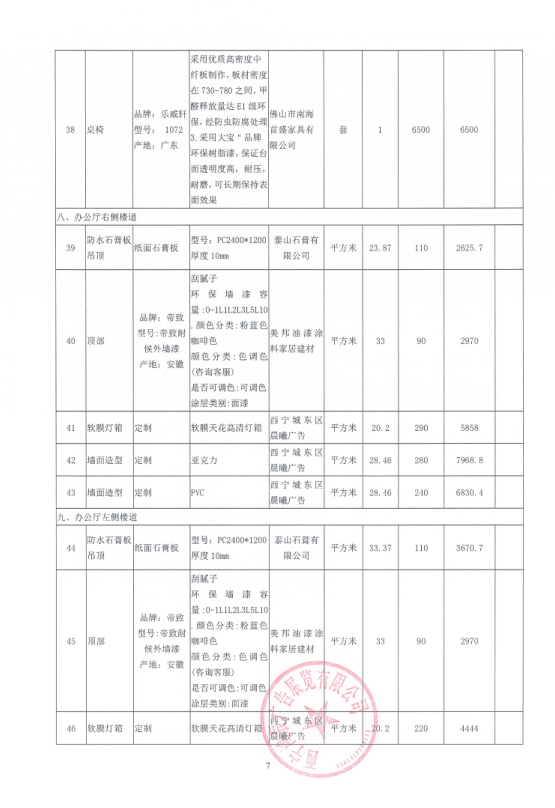 38 桌椅 品牌：乐威轩 型号： 1072 产地：广东 采用优质高密度中纤板制作，板材密度在 730-780 之间，甲醛释放量达 E1 级环保，经防虫防腐处理 3.采用大宝＂品牌环保树脂漆，保证台面透明度高，耐压，耐磨，可长期保持表面效果 佛山市南海首盛家具有限公司 套 1 6500 6500
八、办公厅右侧楼道
39 防水石膏板吊顶 纸面石膏板 型号：PC2400*1200 厚度 10mm 泰山石膏有限公司 平方米 23.87 110 2625.7
40 顶部 品牌：帝致 型号:帝致耐候外墙漆 产地：安徽 刮腻子 环保墙漆容量:0-1L1L2L3L5L10.颜色分类:粉蓝色咖啡色 颜色分类:色调色(咨询客服) 是否可调色:可调色 涂层类别:面漆 美邦油漆涂料家居建材 平方米 33 90 2970
41 软膜灯箱 定制 软膜天花高清灯箱 西宁城东区晨曦广告 平方米 20.2 290 5858
42 墙面造型 定制 亚克力 西宁城东区晨曦广告 平方米 28.46 280 7968.8
43 墙面造型 定制 PVC 西宁城东区晨曦广告 平方米 28.46 240 6830.4
九、办公厅左侧楼道
44 防水石膏板吊顶 纸面石膏板 型号：PC2400*1200 厚度 10mm 泰山石膏有限公司 平方米 33.37 110 3670.7
45 顶部 品牌：帝致 型号:帝致耐候外墙漆 产地：安徽 刮腻子 环保墙漆容量:0-1L1L2L3L5L10.颜色分类:粉蓝色咖啡色 颜色分类:色调色(咨询客服) 是否可调色:可调色 涂层类别:面漆 美邦油漆涂料家居建材 平方米 33 90 2970
46 软膜灯箱 定制 软膜天花高清灯箱 西宁城东区晨曦广告 平方米 20.2 220 4444
7